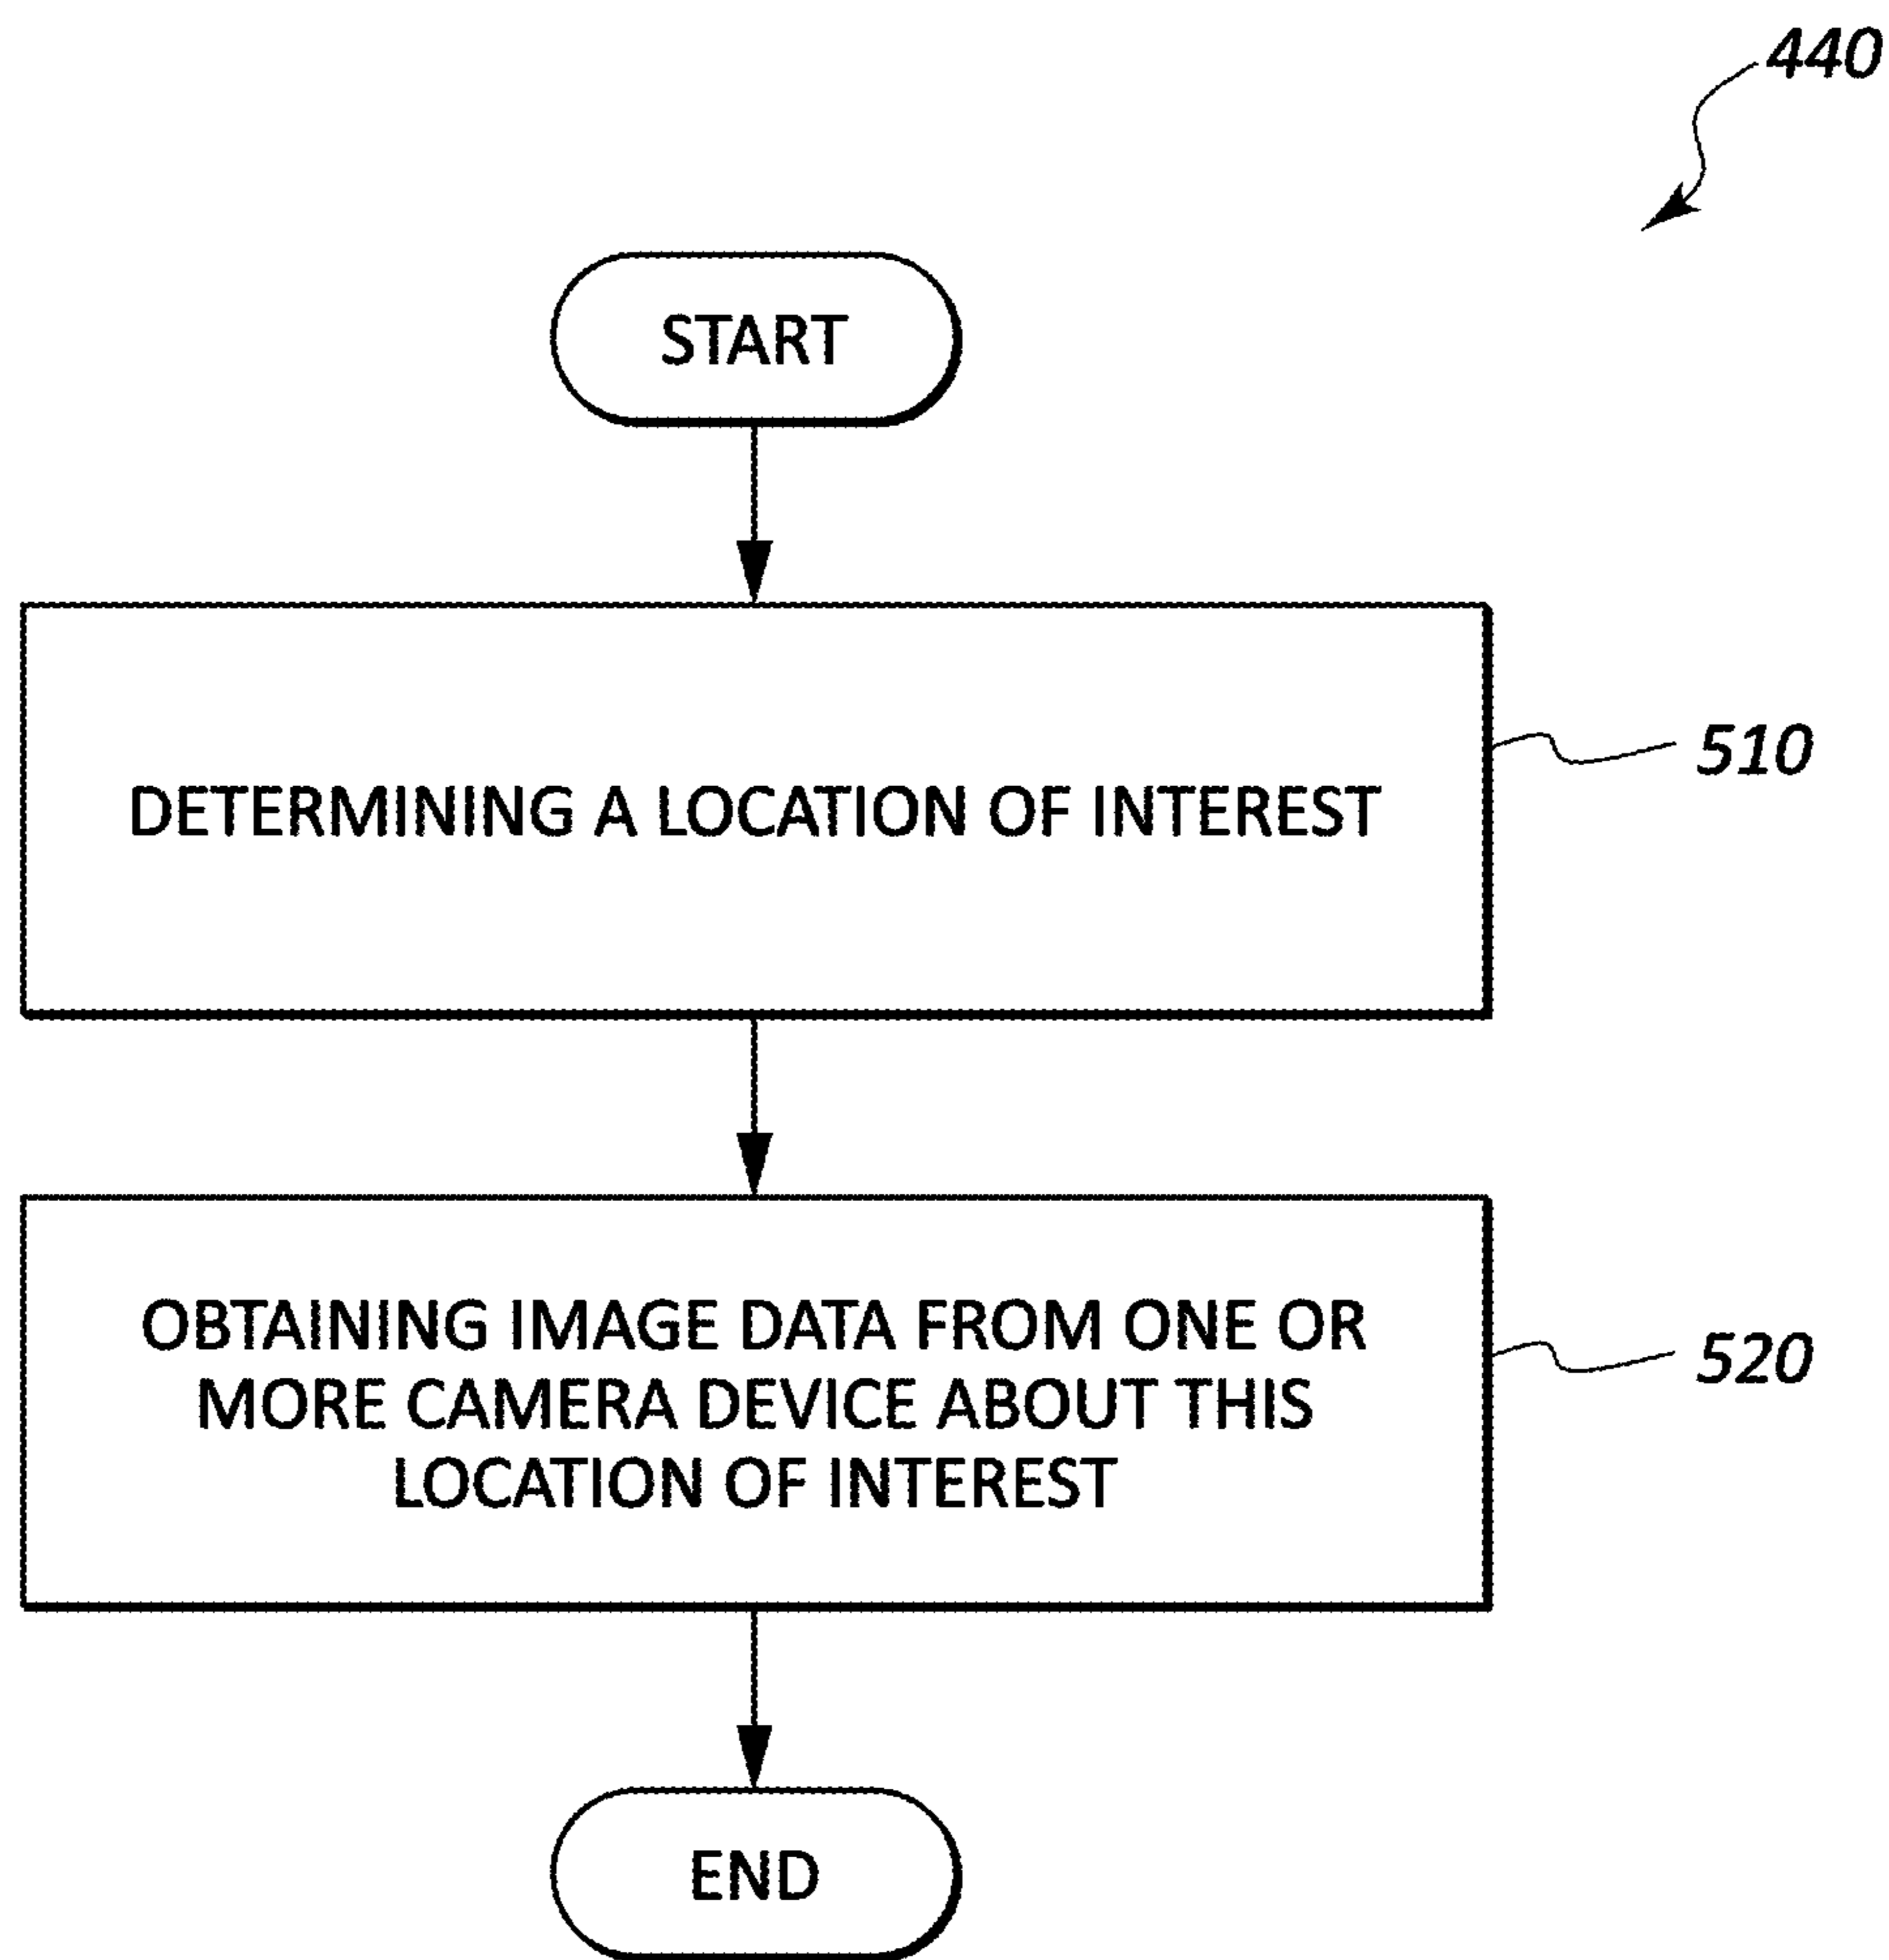 440
START
DETERMINING A LOCATION OF INTEREST
510
OBTAINING IMAGE DATA FROM ONE OR
MORE CAMERA DEVICE ABOUT THIS
LOCATION OF INTEREST
520
END